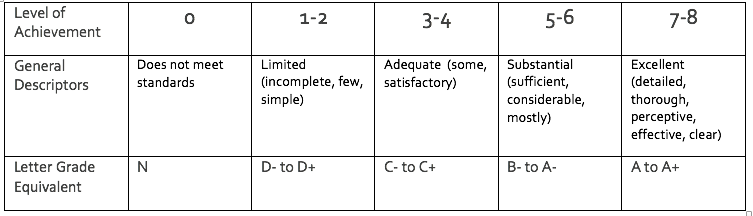 Level of
Achievement
0
1-2
3-4
5-6
7-8
General
Descriptors
Does not meet
standards
Limited
(incomplete, few,
simple)
Adequate (some,
satisfactory)
Substantial
(sufficient,
considerable,
mostly)
Excellent
(detailed,
thorough,
perceptive,
effective, clear)
Letter Grade
Equivalent
N
D- to D+
C- to C+
B- to A-
A to A+